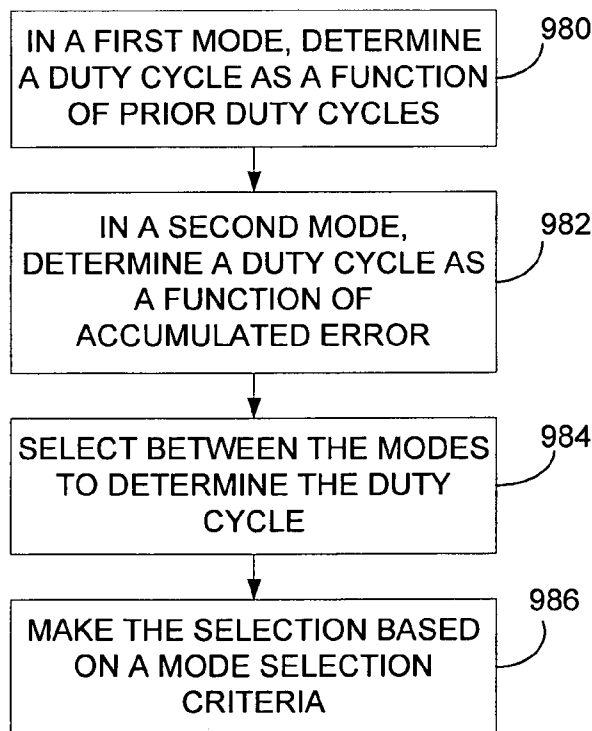 IN A FIRST MODE, DETERMINE
A DUTY CYCLE AS A FUNCTION
OF PRIOR DUTY CYCLES
980
IN A SECOND MODE,
DETERMINE A DUTY CYCLE AS
A FUNCTION OF
ACCUMULATED ERROR
982
SELECT BETWEEN THE MODES
TO DETERMINE THE DUTY
CYCLE
984
MAKE THE SELECTION BASED
ON A MODE SELECTION
CRITERIA
986